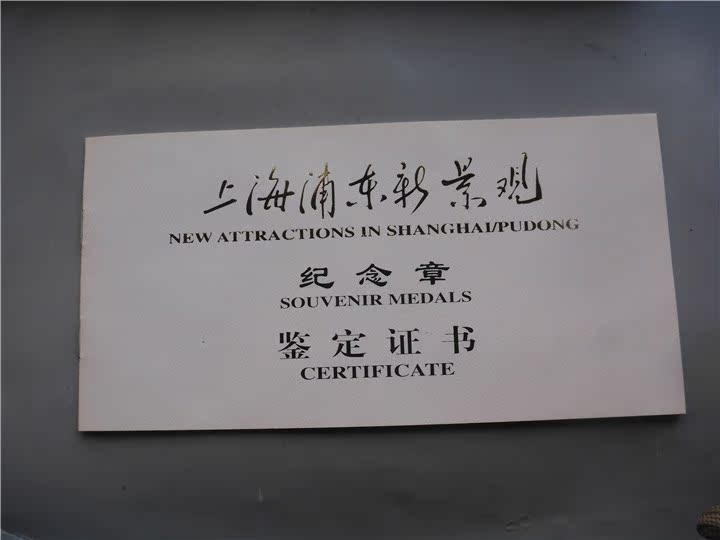 上海浦东新景观
NEW ATTRACTIONS IN SHANGHAI/PUDONG
纪念章
SOUVENIR MEDALS
鉴定证书
CERTIFICATE